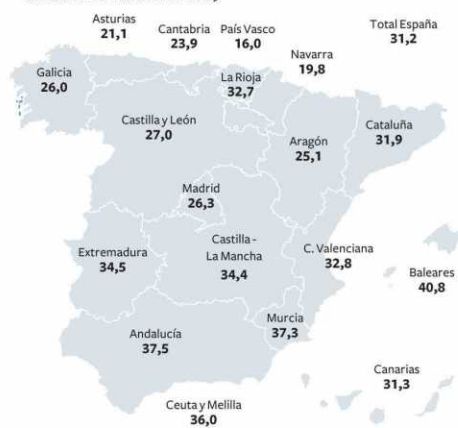 Asturias
21,1
Cantabria
23,9
País Vasco
16,0
Total España
31,2
Navarra
19,8
Galicia
26,0
La Rioja
32,7
Castilla y León
27,0
Aragón
25,1
Cataluña
31,9
Madrid
26,3
Extremadura
34,5
Castilla -
La Mancha
34,4
C. Valenciana
32,8
Baleares
40,8
Murcia
37,3
Andalucía
37,5
Canarias
31,3
Ceuta y Melilla
36,0